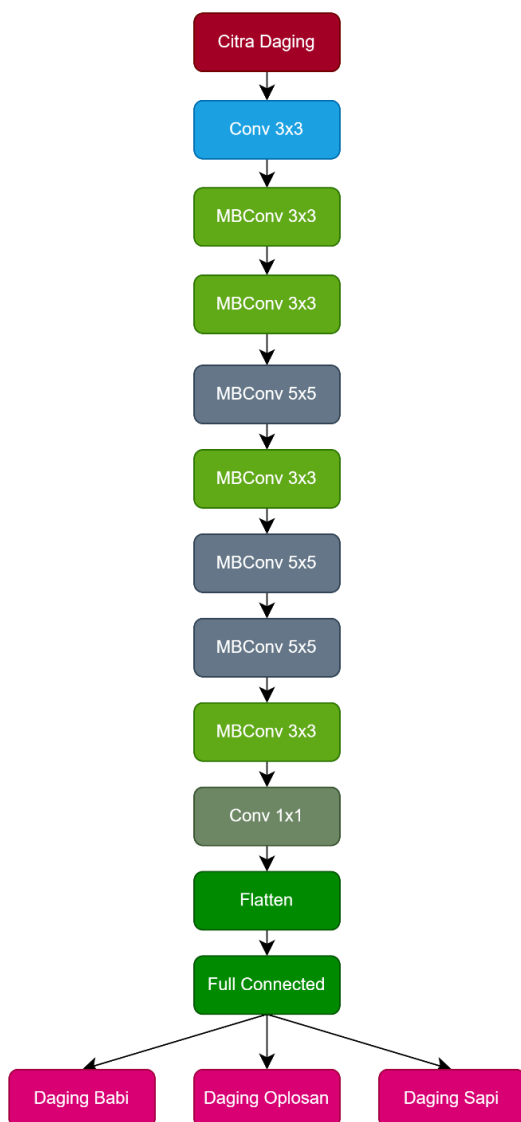 Citra Daging
Conv 3x3
MBConv 3x3
MBConv 3x3
MBConv 5x5
MBConv 3x3
MBConv 5x5
MBConv 5x5
MBConv 3x3
Conv 1x1
Flatten
Full Connected
Daging Babi
Daging Oplosan
Daging Sapi